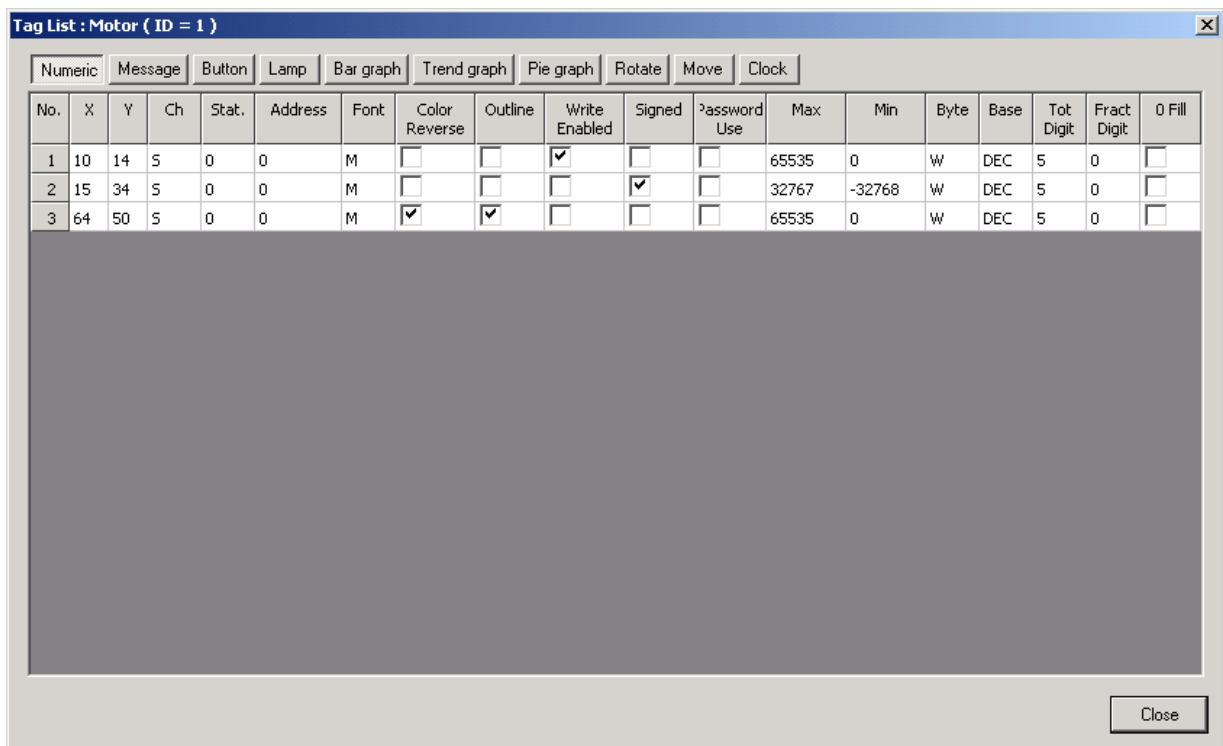 Tag List : Motor ( ID = 1 )
Numeric Message Button Lamp Bar graph Trend graph Pie graph Rotate Move Clock
No. X Y Ch Stat. Address Font Color Reverse Outline Write Enabled Signed Password Use Max Min Byte Base Tot Digit Fract Digit 0 Fill
1 10 14 S 0 0 M 65535 0 W DEC 5 0
2 15 34 S 0 0 M 32767 -32768 W DEC 5 0
3 64 50 S 0 0 M 65535 0 W DEC 5 0
Close